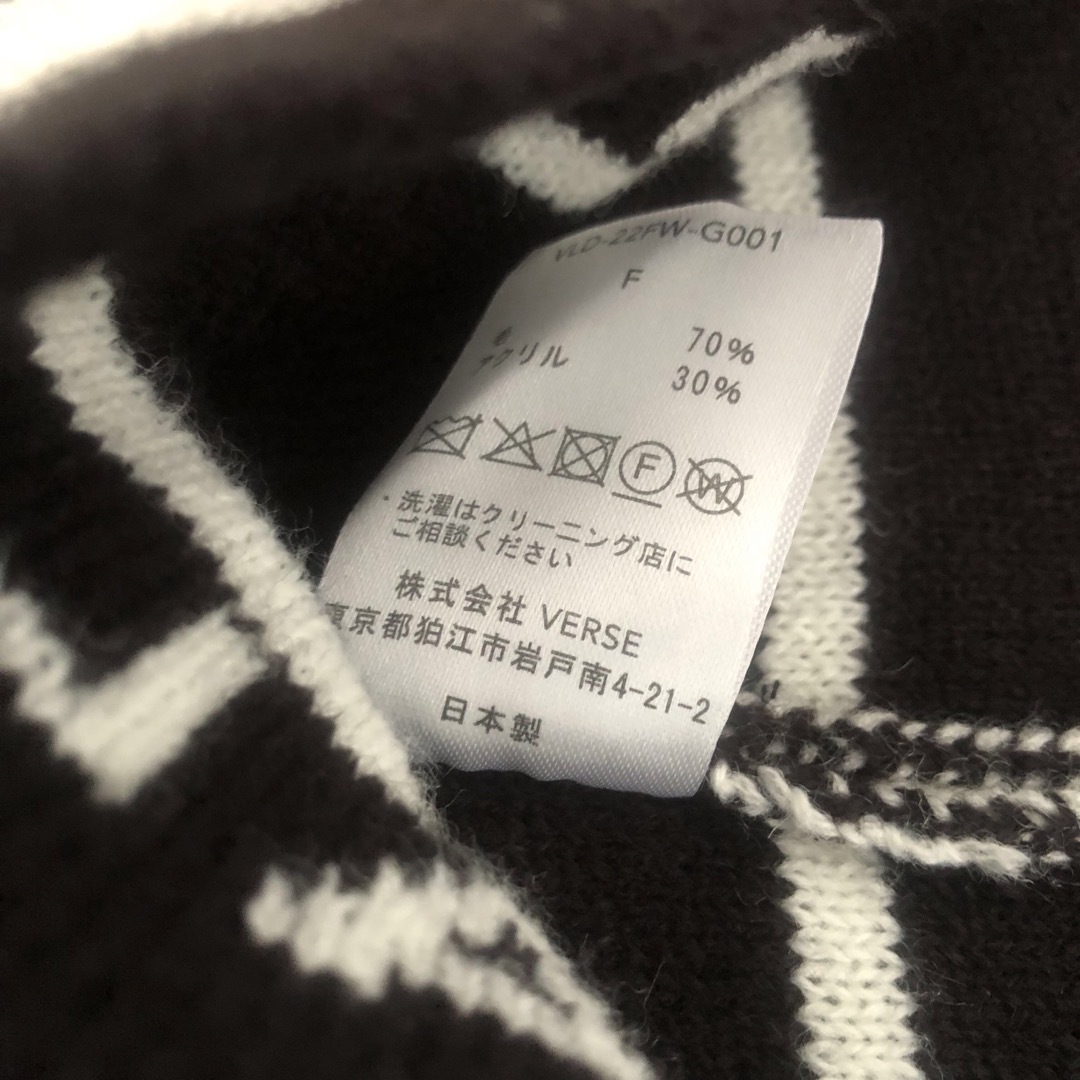 VLD-22FW-G001
F
毛 70%
アクリル 30%
F W
・洗濯はクリーニング店に
ご相談ください
株式会社 VERSE
東京都狛江市岩戸南4-21-2
日本製